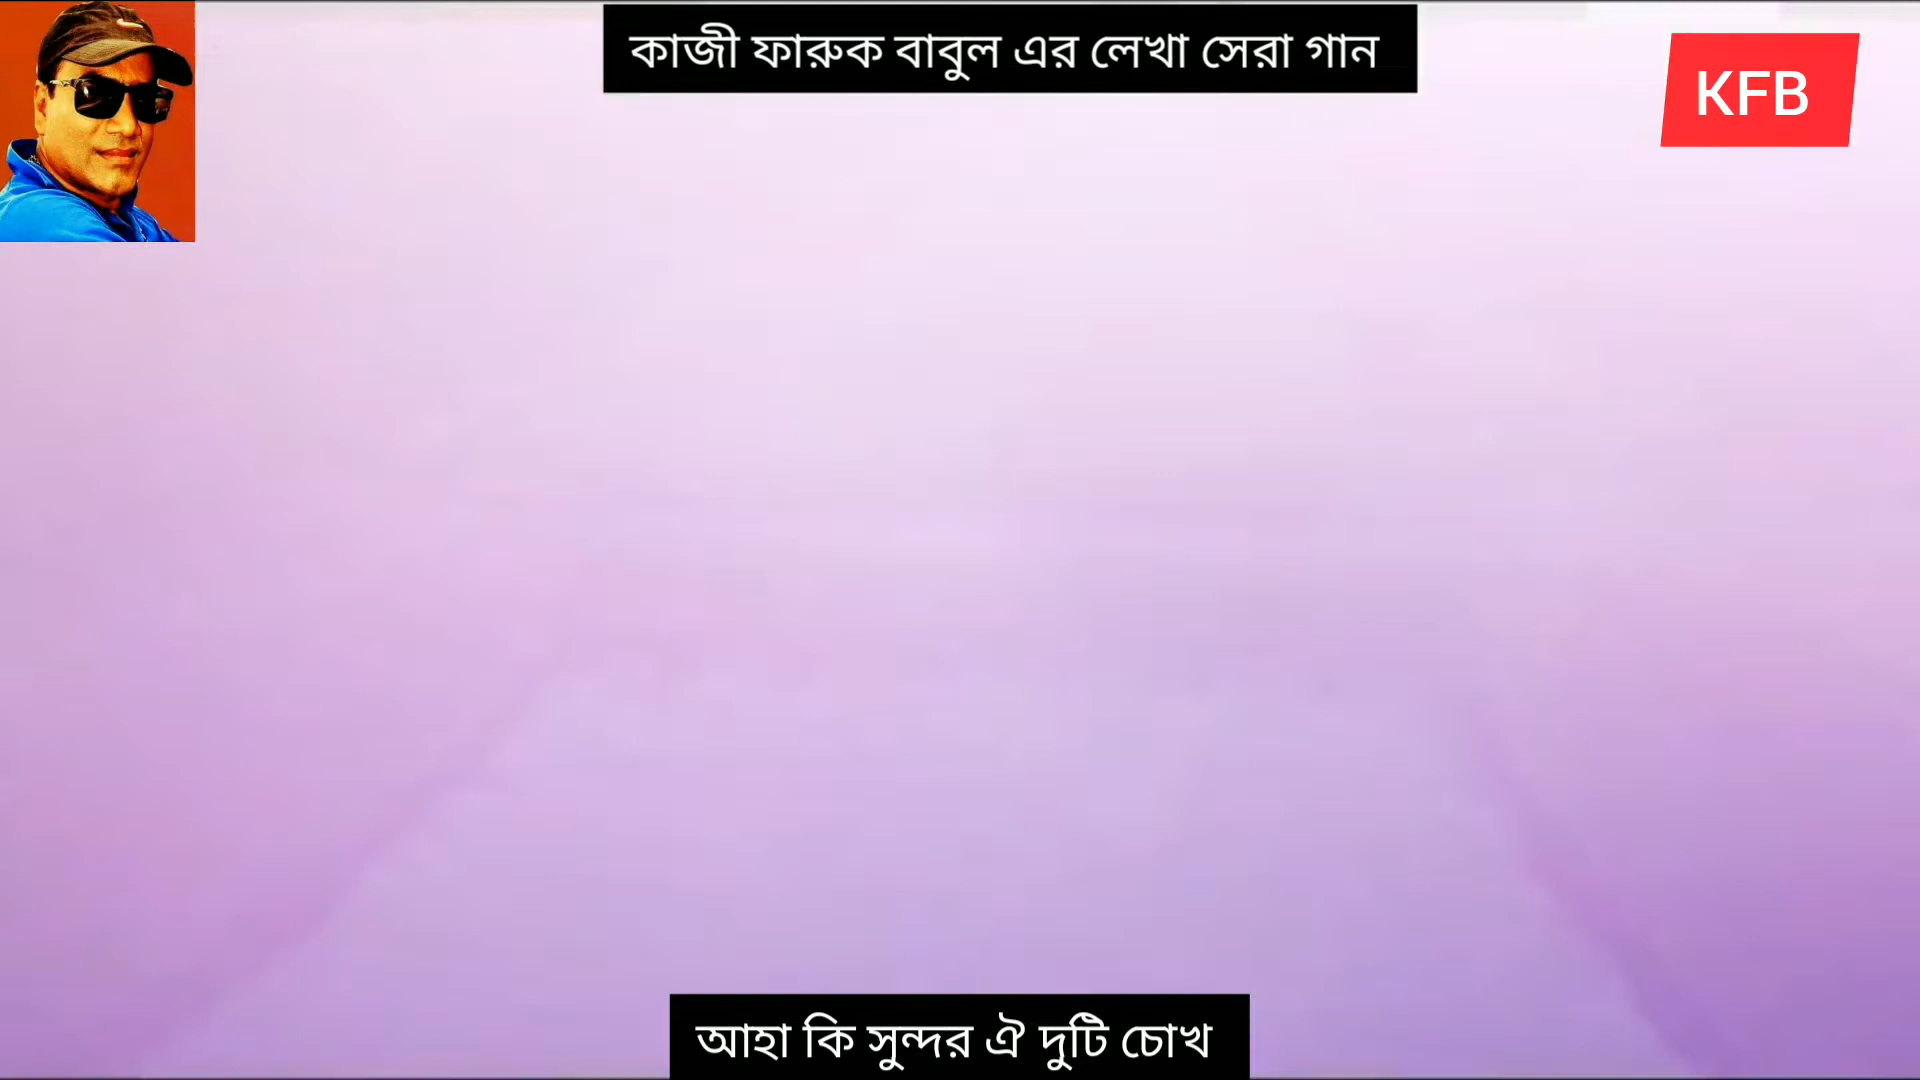 কাজী ফারুক বাবুল এর লেখা সেরা গান
KFB
আহা কি সুন্দর ঐ দুটি চোখ